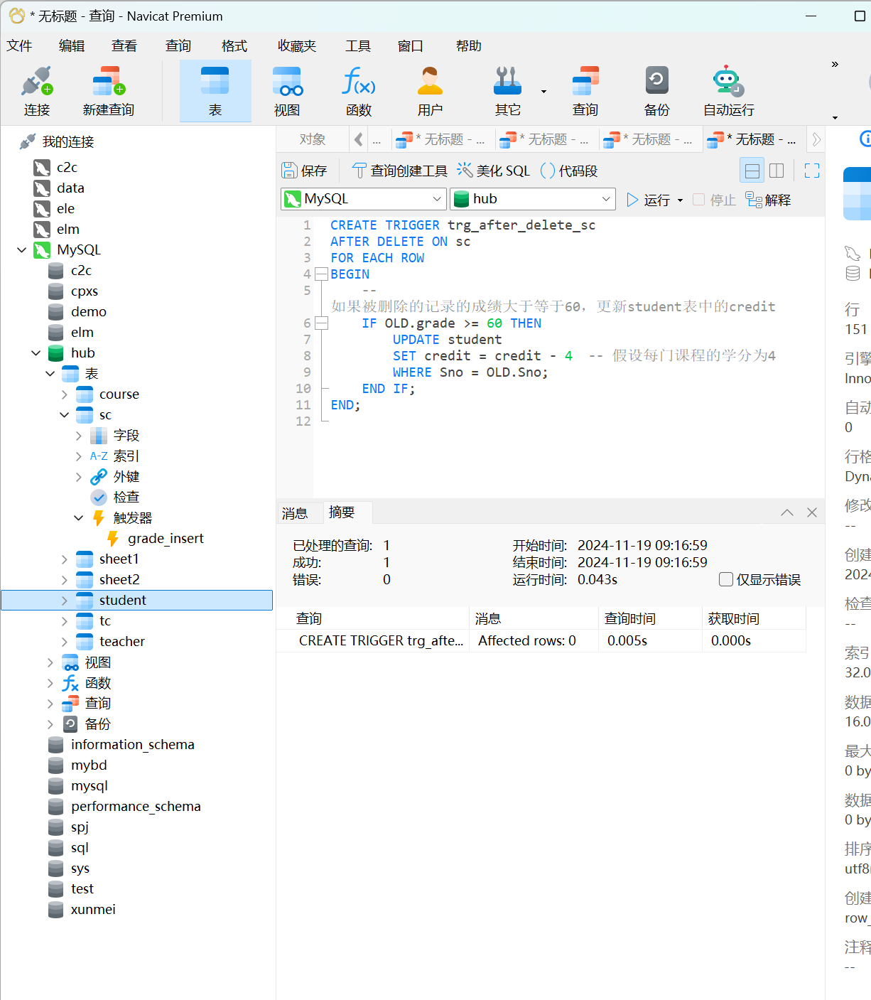 * 无标题 - 查询 - Navicat Premium
文件 编辑 查看 查询 格式 收藏夹 工具 窗口 帮助
连接 新建查询 表 视图 函数 用户 其它 查询 备份 自动运行
我的连接
c2c
data
ele
elm
MySQL
c2c
cpxs
demo
elm
hub
表
course
sc
字段
A-Z 索引
外键
检查
触发器
grade_insert
sheet1
sheet2
student
tc
teacher
视图
函数
查询
备份
information_schema
mybd
mysql
performance_schema
spj
sql
sys
test
xunmei
对象 ... * 无标题 - ... * 无标题 - ... * 无标题 - ... * 无标题 - ...
保存 查询创建工具 美化 SQL () 代码段
MySQL hub 运行 停止 解释
1 CREATE TRIGGER trg_after_delete_sc
2 AFTER DELETE ON sc
3 FOR EACH ROW
4 BEGIN
5 --
如果被删除的记录的成绩大于等于60，更新student表中的credit
6 IF OLD.grade >= 60 THEN
7 UPDATE student
8 SET credit = credit - 4 -- 假设每门课程的学分为4
9 WHERE Sno = OLD.Sno;
10 END IF;
11 END;
12
消息 摘要
已处理的查询: 1 开始时间: 2024-11-19 09:16:59
成功: 1 结束时间: 2024-11-19 09:16:59
错误: 0 运行时间: 0.043s 仅显示错误
查询 消息 查询时间 获取时间
CREATE TRIGGER trg_afte... Affected rows: 0 0.005s 0.000s
行
151
引擎
Inno
自动
0
行格
Dyna
修改
--
创建
2024
检查
--
索引
32.0
数据
16.0
最大
0 by
数据
0 by
排序
utf8
创建
row_
注释
--